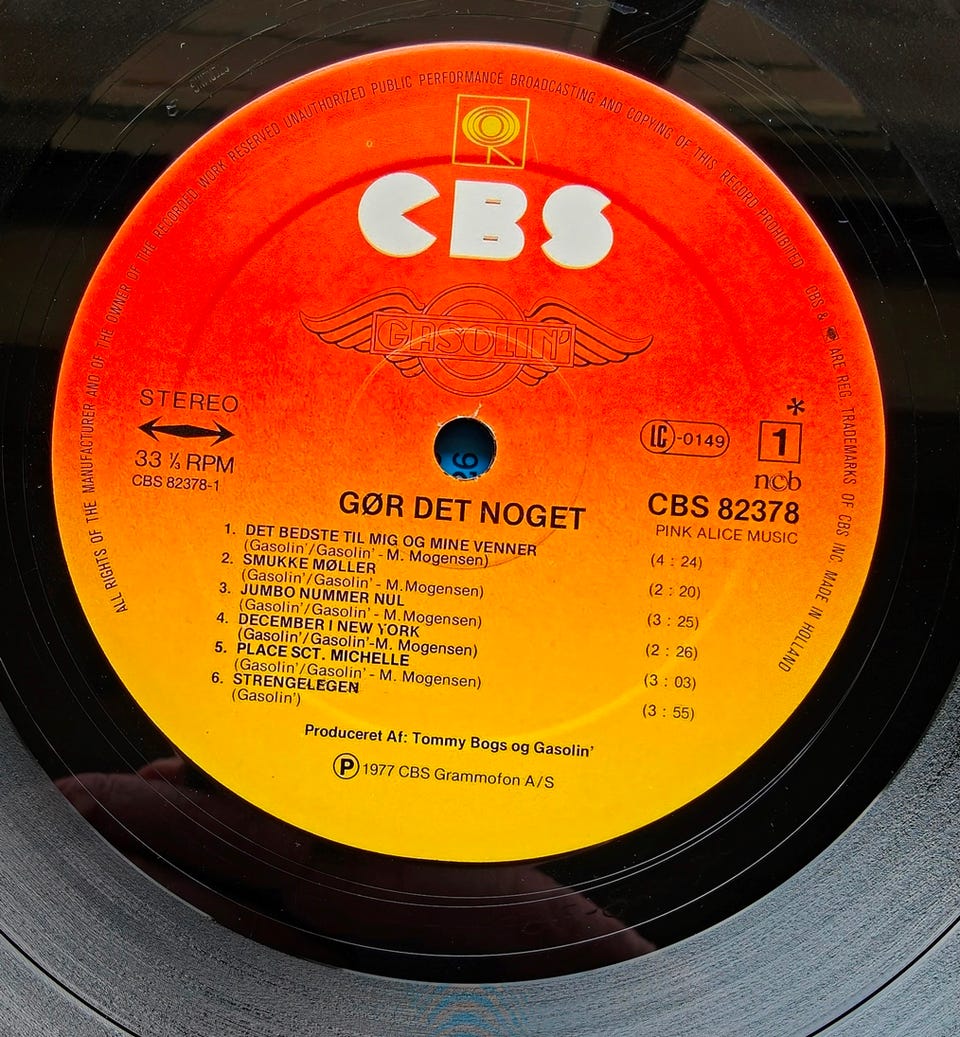 ALL RIGHTS OF THE MANUFACTURER AND OF THE OWNER OF THE RECORDED WORK RESERVED UNAUTHORIZED PUBLIC PERFORMANCE BROADCASTING AND COPYING OF THIS RECORD PROHIBITED CBS & ARE REG. TRADEMARKS OF CBS INC. MADE IN HOLLAND
CBS
GASOLIN'
STEREO
33 ⅓ RPM
CBS 82378-1
LC-0149
*
1
ncb
CBS 82378
PINK ALICE MUSIC
GØR DET NOGET
1. DET BEDSTE TIL MIG OG MINE VENNER
(Gasolin'/Gasolin' - M. Mogensen) (4 : 24)
2. SMUKKE MØLLER
(Gasolin'/Gasolin' - M. Mogensen) (2 : 20)
3. JUMBO NUMMER NUL
(Gasolin'/Gasolin' - M. Mogensen) (3 : 25)
4. DECEMBER I NEW YORK
(Gasolin'/Gasolin'-M. Mogensen) (2 : 26)
5. PLACE SCT. MICHELLE
(Gasolin'/Gasolin' - M. Mogensen) (3 : 03)
6. STRENGELEGEN
(Gasolin') (3 : 55)
Produceret Af: Tommy Bogs og Gasolin'
Ⓟ 1977 CBS Grammofon A/S